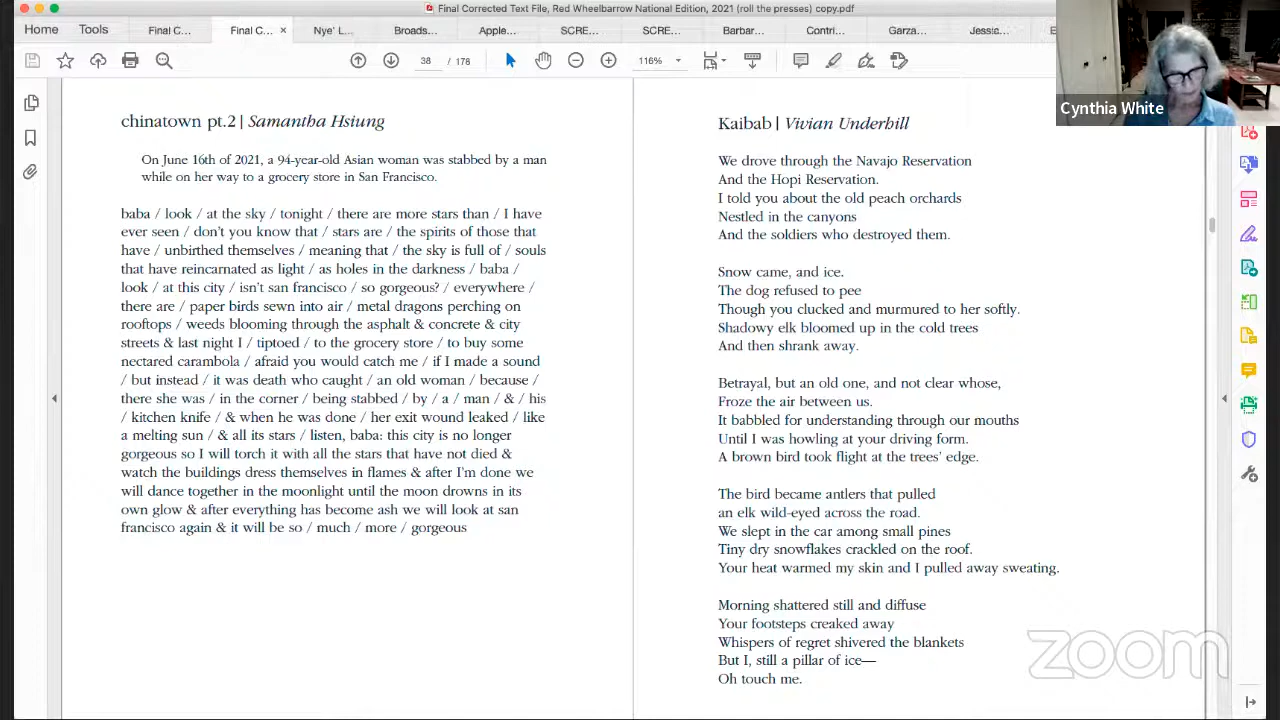 Final Corrected Text File, Red Wheelbarrow National Edition, 2021 (roll the presses) copy.pdf
Home
Tools
Final C...
Final C... ×
Nye' L...
Broads...
Apple...
SCRE...
SCRE...
Barbar...
Contri...
Garza...
Jessic...
E
38 / 178
116%
Cynthia White
chinatown pt.2 | Samantha Hsiung
On June 16th of 2021, a 94-year-old Asian woman was stabbed by a man
while on her way to a grocery store in San Francisco.
baba / look / at the sky / tonight / there are more stars than / I have
ever seen / don't you know that / stars are / the spirits of those that
have / unbirthed themselves / meaning that / the sky is full of / souls
that have reincarnated as light / as holes in the darkness / baba /
look / at this city / isn't san francisco / so gorgeous? / everywhere /
there are / paper birds sewn into air / metal dragons perching on
rooftops / weeds blooming through the asphalt & concrete & city
streets & last night I / tiptoed / to the grocery store / to buy some
nectared carambola / afraid you would catch me / if I made a sound
/ but instead / it was death who caught / an old woman / because /
there she was / in the corner / being stabbed / by / a / man / & / his
/ kitchen knife / & when he was done / her exit wound leaked / like
a melting sun / & all its stars / listen, baba: this city is no longer
gorgeous so I will torch it with all the stars that have not died &
watch the buildings dress themselves in flames & after I'm done we
will dance together in the moonlight until the moon drowns in its
own glow & after everything has become ash we will look at san
francisco again & it will be so / much / more / gorgeous
Kaibab | Vivian Underhill
We drove through the Navajo Reservation
And the Hopi Reservation.
I told you about the old peach orchards
Nestled in the canyons
And the soldiers who destroyed them.
Snow came, and ice.
The dog refused to pee
Though you clucked and murmured to her softly.
Shadowy elk bloomed up in the cold trees
And then shrank away.
Betrayal, but an old one, and not clear whose,
Froze the air between us.
It babbled for understanding through our mouths
Until I was howling at your driving form.
A brown bird took flight at the trees' edge.
The bird became antlers that pulled
an elk wild-eyed across the road.
We slept in the car among small pines
Tiny dry snowflakes crackled on the roof.
Your heat warmed my skin and I pulled away sweating.
Morning shattered still and diffuse
Your footsteps creaked away
Whispers of regret shivered the blankets
But I, still a pillar of ice—
Oh touch me.
zoom